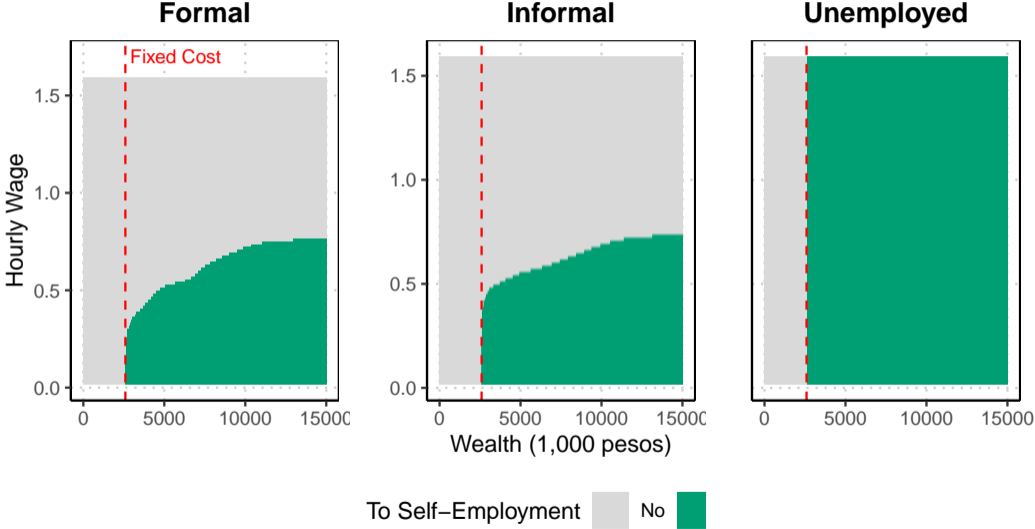 Formal
Informal
Unemployed
Fixed Cost
Hourly Wage
1.5
1.0
0.5
0.0
1.5
1.0
0.5
0.0
0 5000 10000 1500
0 5000 10000 1500
0 5000 10000 15000
Wealth (1,000 pesos)
To Self−Employment No